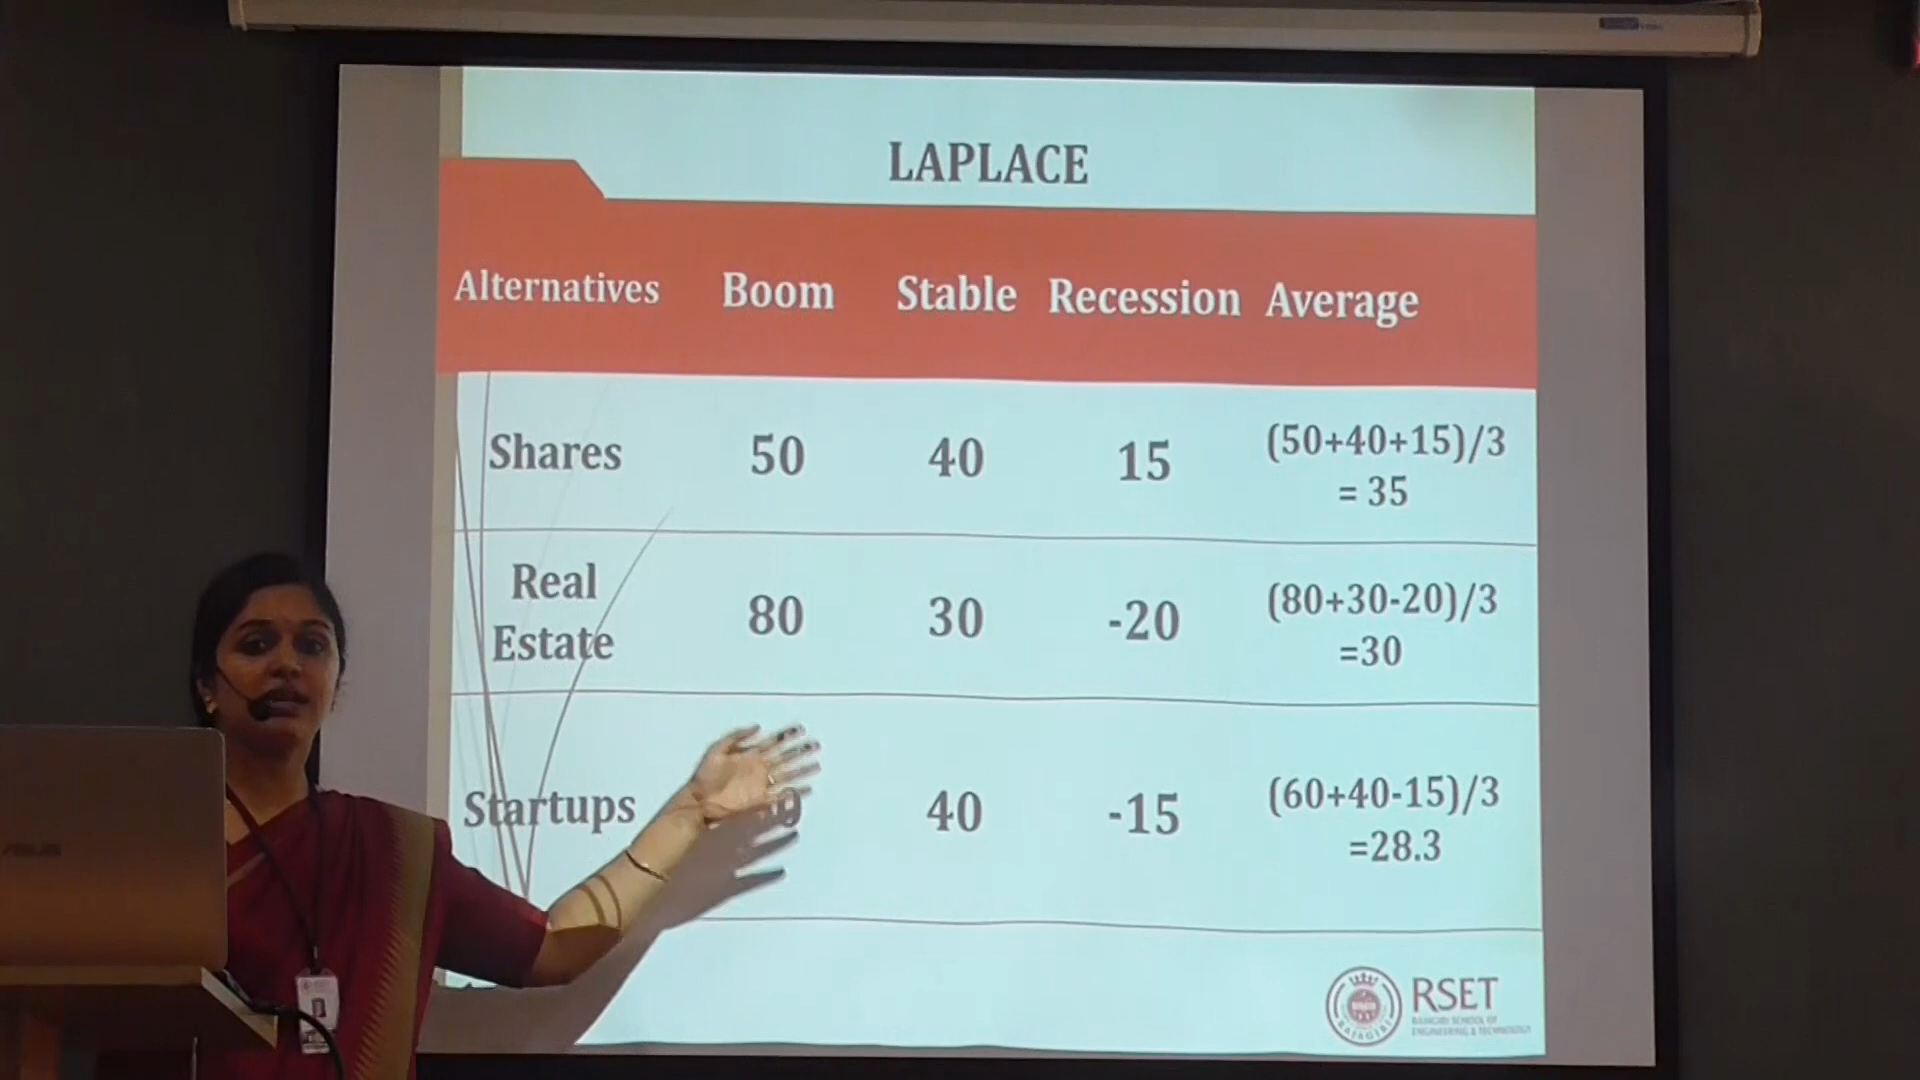 LAPLACE
Alternatives Boom Stable Recession Average
Shares 50 40 15 (50+40+15)/3
= 35
Real
Estate 80 30 -20 (80+30-20)/3
=30
Startups 40 -15 (60+40-15)/3
=28.3
RSET
RAJAGIRI SCHOOL OF
ENGINEERING & TECHNOLOGY
RAJAGIRI
ASUS